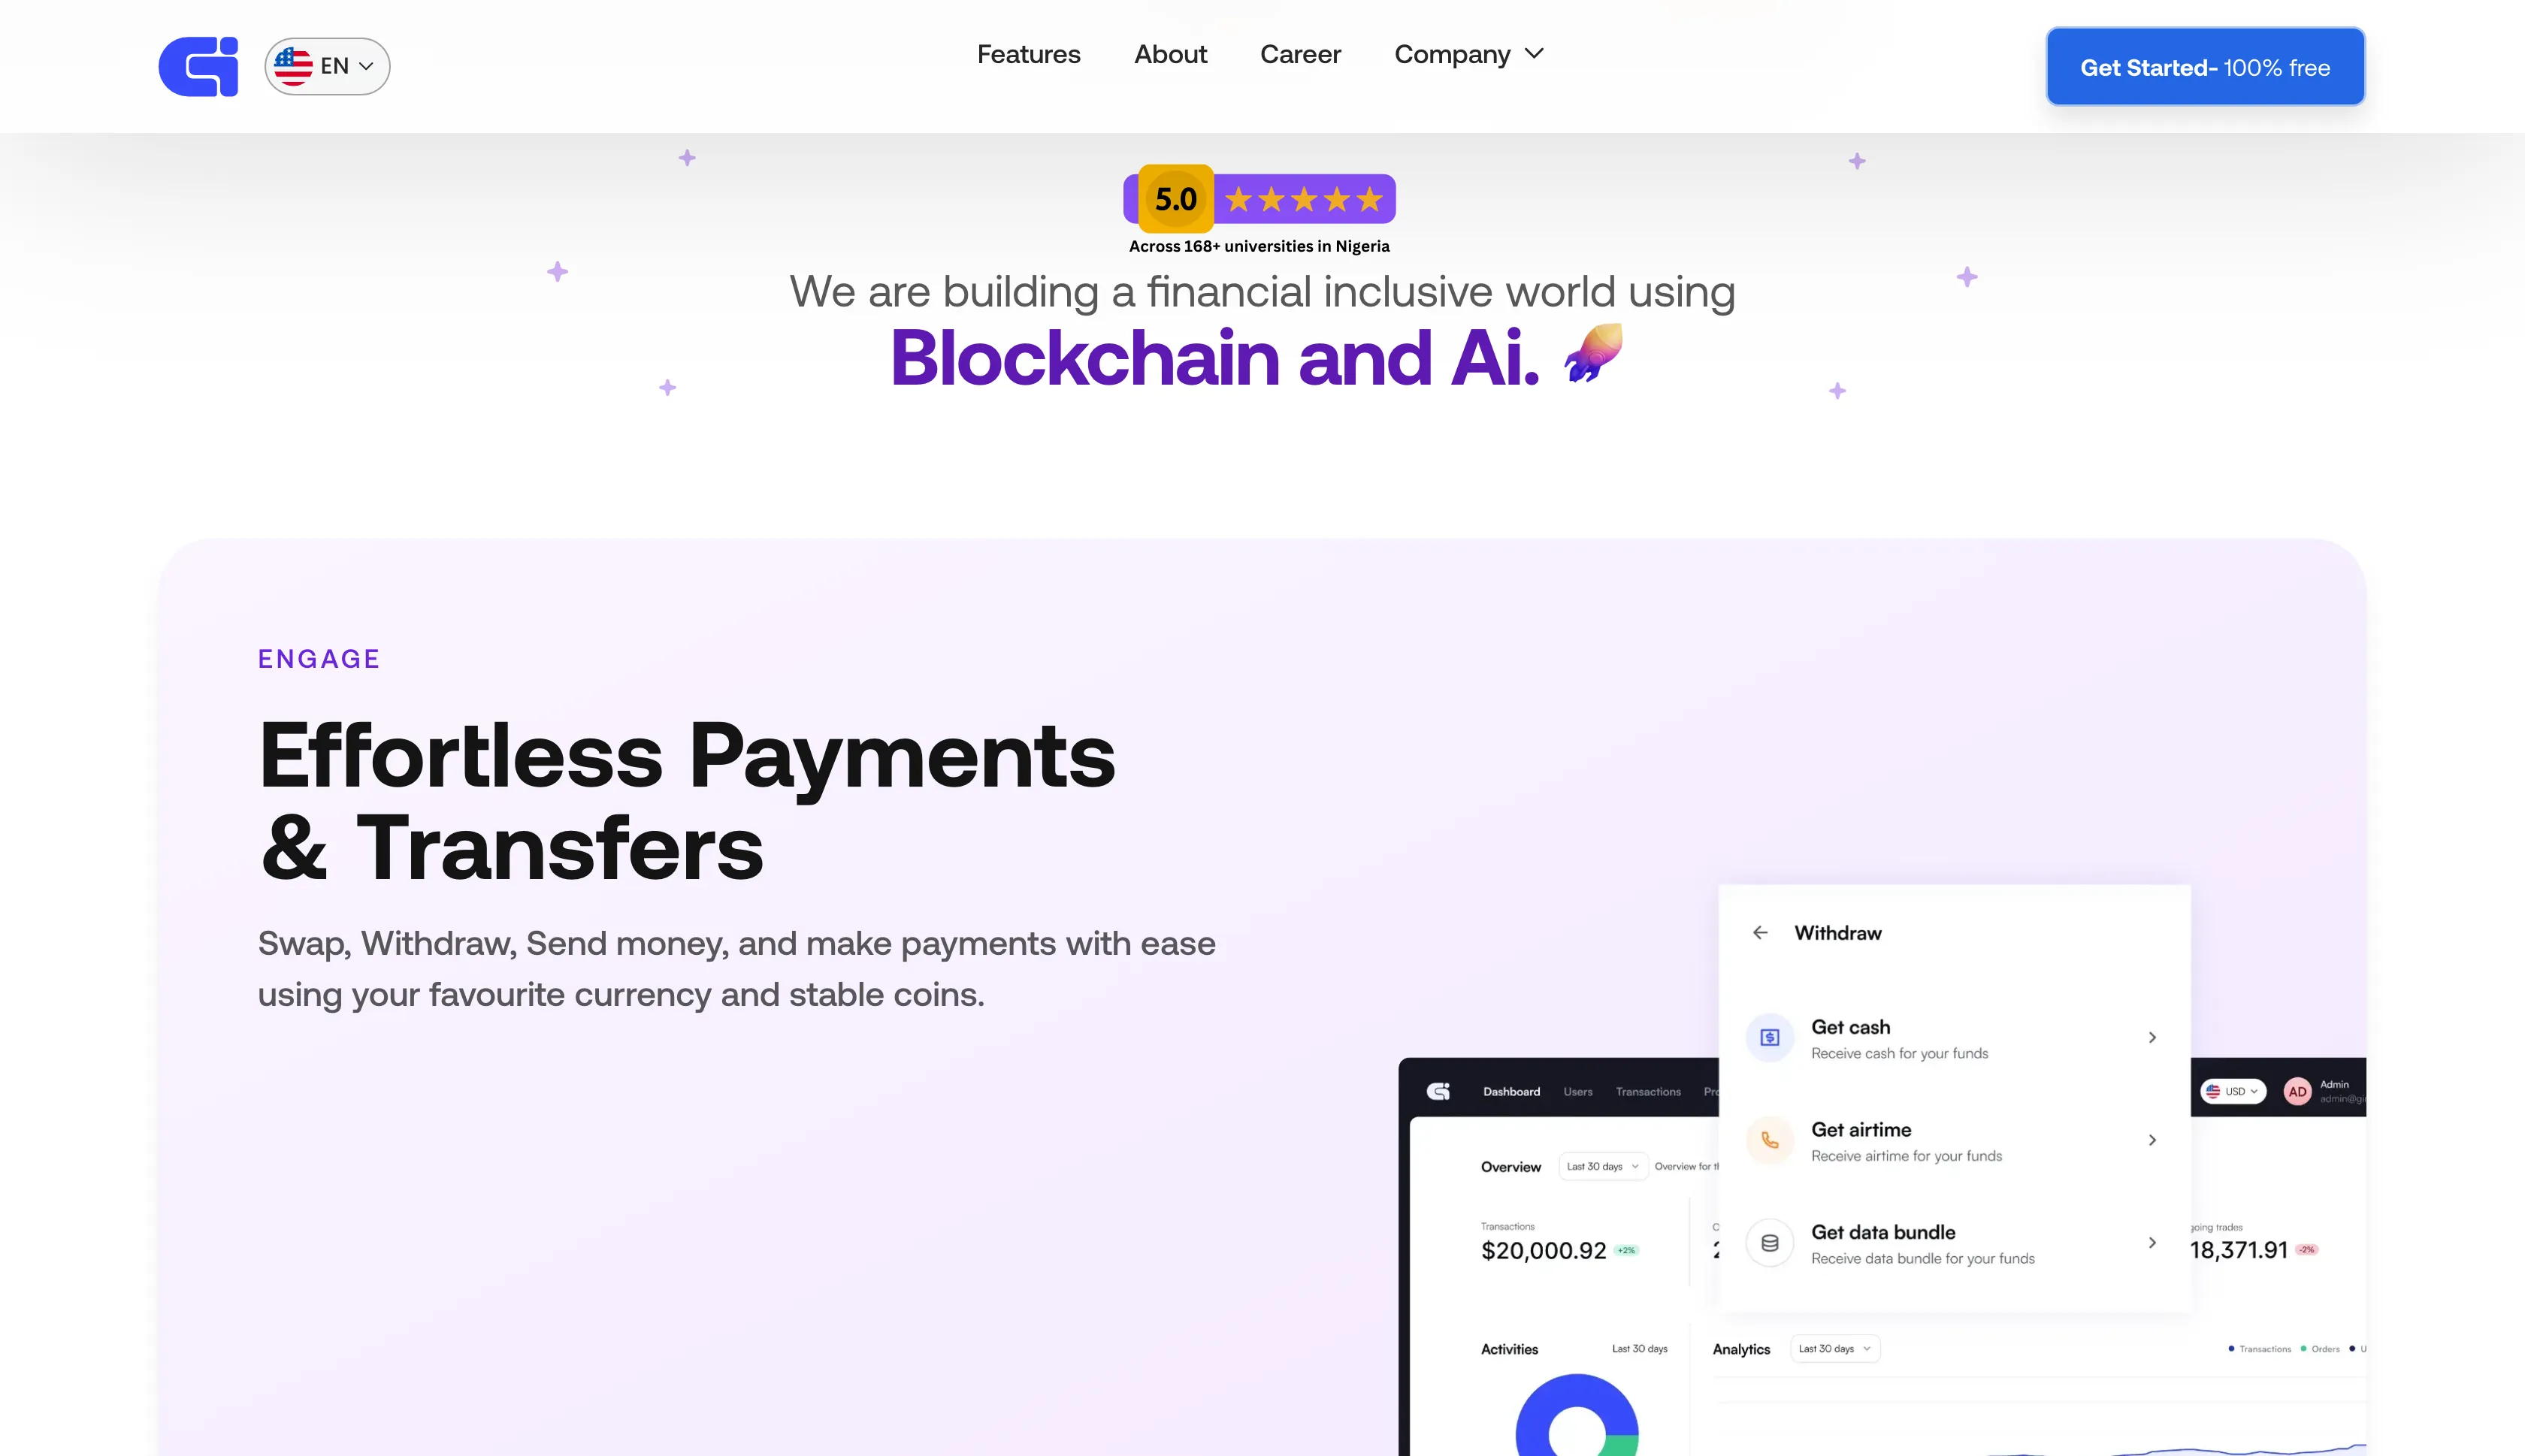 EN
Features
About
Career
Company
Get Started- 100% free
5.0
Across 168+ universities in Nigeria
We are building a financial inclusive world using
Blockchain and Ai.
ENGAGE
Effortless Payments
& Transfers
Swap, Withdraw, Send money, and make payments with ease
using your favourite currency and stable coins.
Withdraw
Get cash
Receive cash for your funds
Get airtime
Receive airtime for your funds
Get data bundle
Receive data bundle for your funds
Dashboard
Users
Transactions
USD
AD
Admin
Overview
Last 30 days
Overview for
Transactions
$20,000.92 +2%
trades
18,371.91 -2%
Activities
Last 30 days
Analytics
Last 30 days
Transactions
Orders